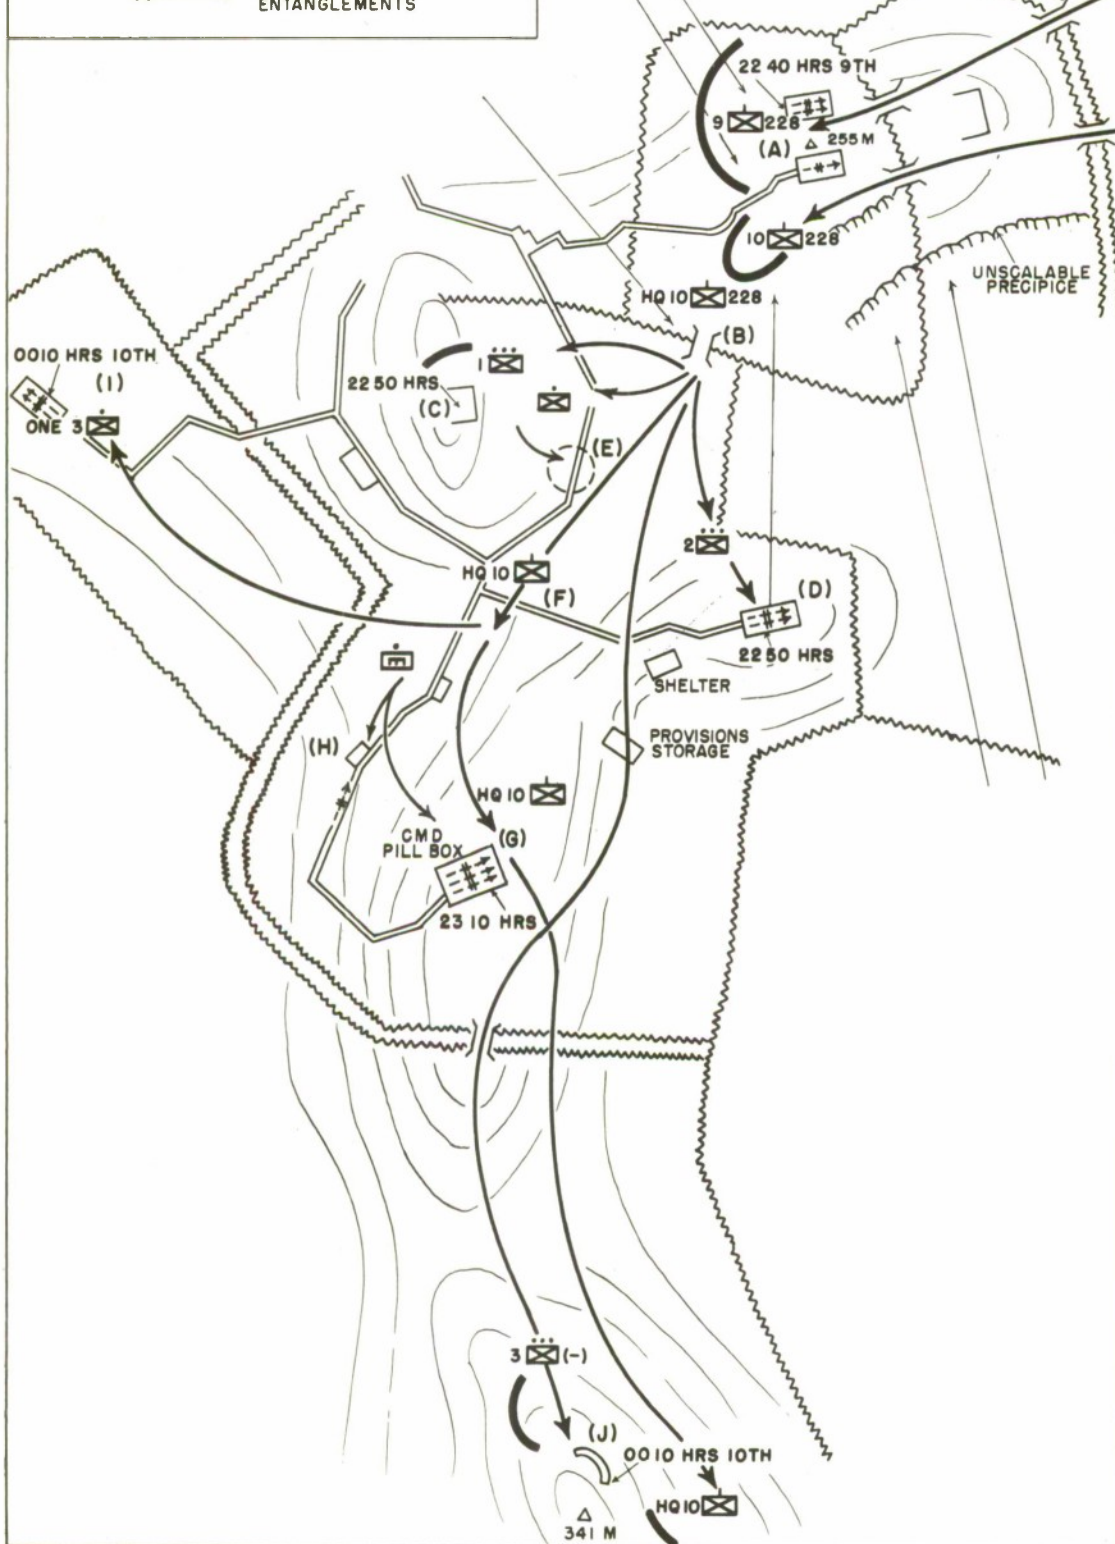 ENTANGLEMENTS
22 40 HRS 9TH
9 228
(A) 255 M
10 228
UNSCALABLE
PRECIPICE
HQ 10 228
(B)
0010 HRS 10TH
(I)
1
22 50 HRS
(C)
ONE 3
(E)
2
HQ 10
(F)
(D)
22 50 HRS
SHELTER
(H)
PROVISIONS
STORAGE
HQ 10
CMD
PILL BOX
(G)
23 10 HRS
3 (-)
(J)
00 10 HRS 10TH
HQ 10
341 M